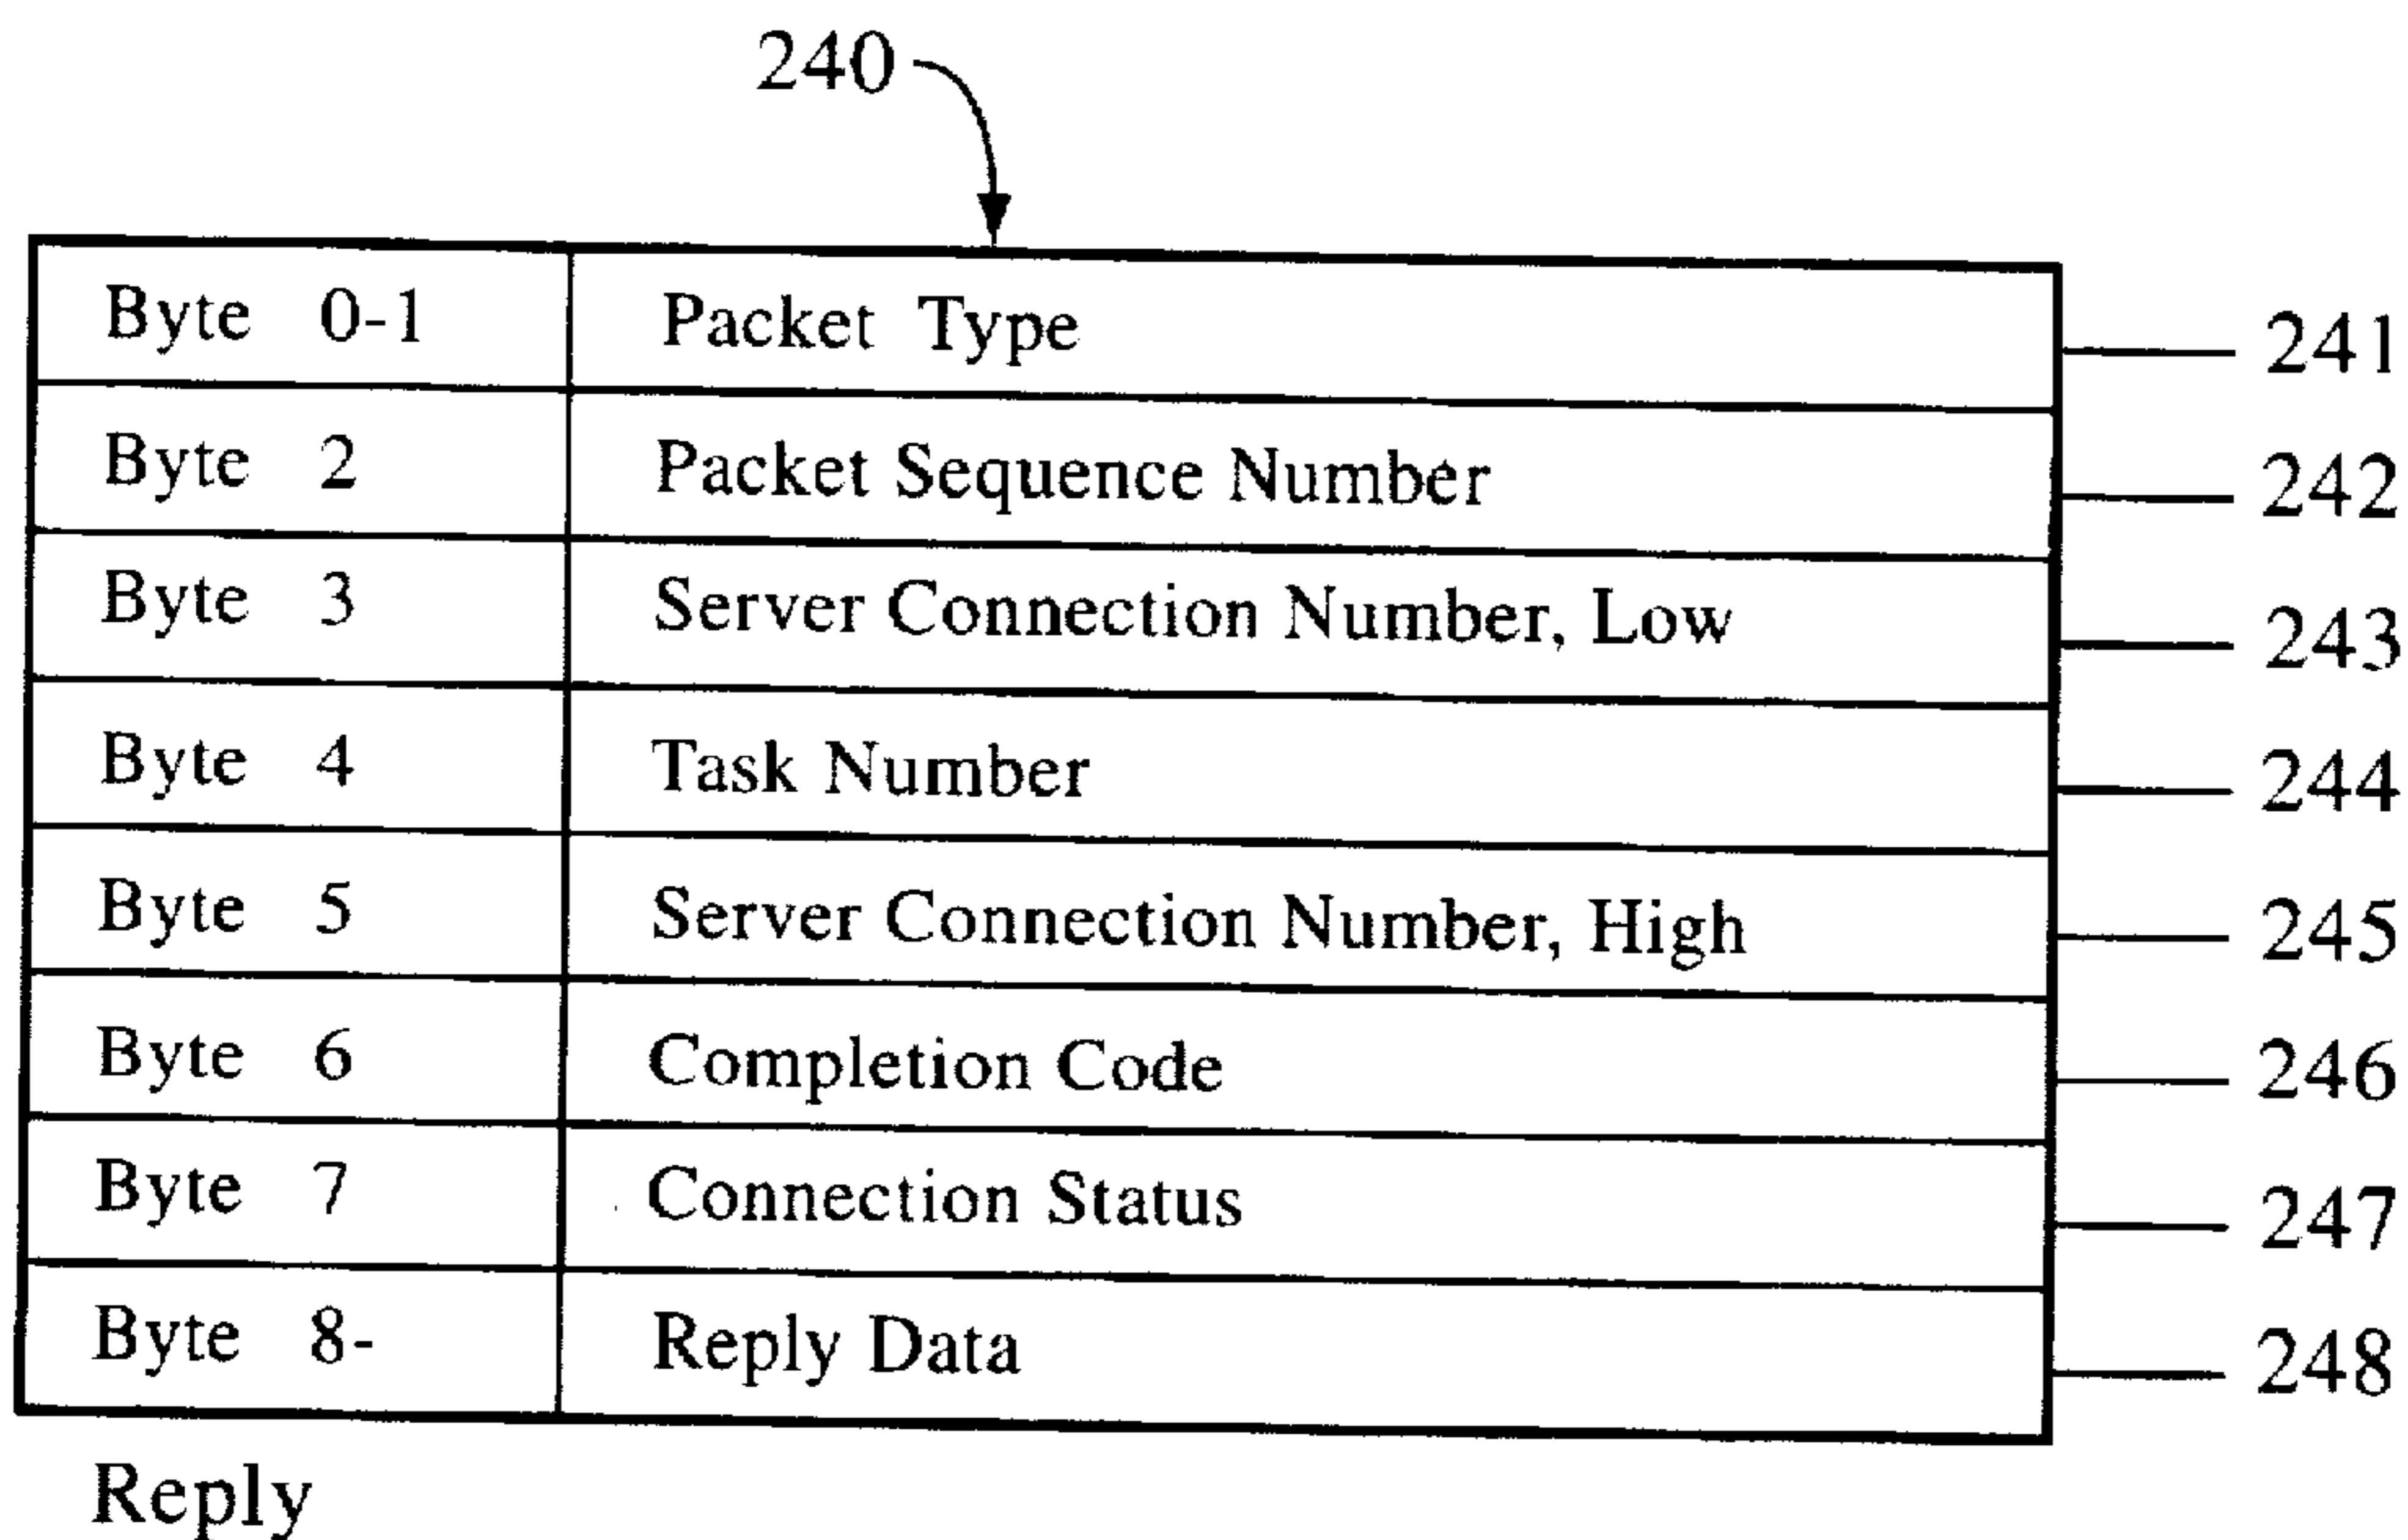 240
Byte 0-1 Packet Type 241
Byte 2 Packet Sequence Number 242
Byte 3 Server Connection Number, Low 243
Byte 4 Task Number 244
Byte 5 Server Connection Number, High 245
Byte 6 Completion Code 246
Byte 7 Connection Status 247
Byte 8- Reply Data 248
Reply